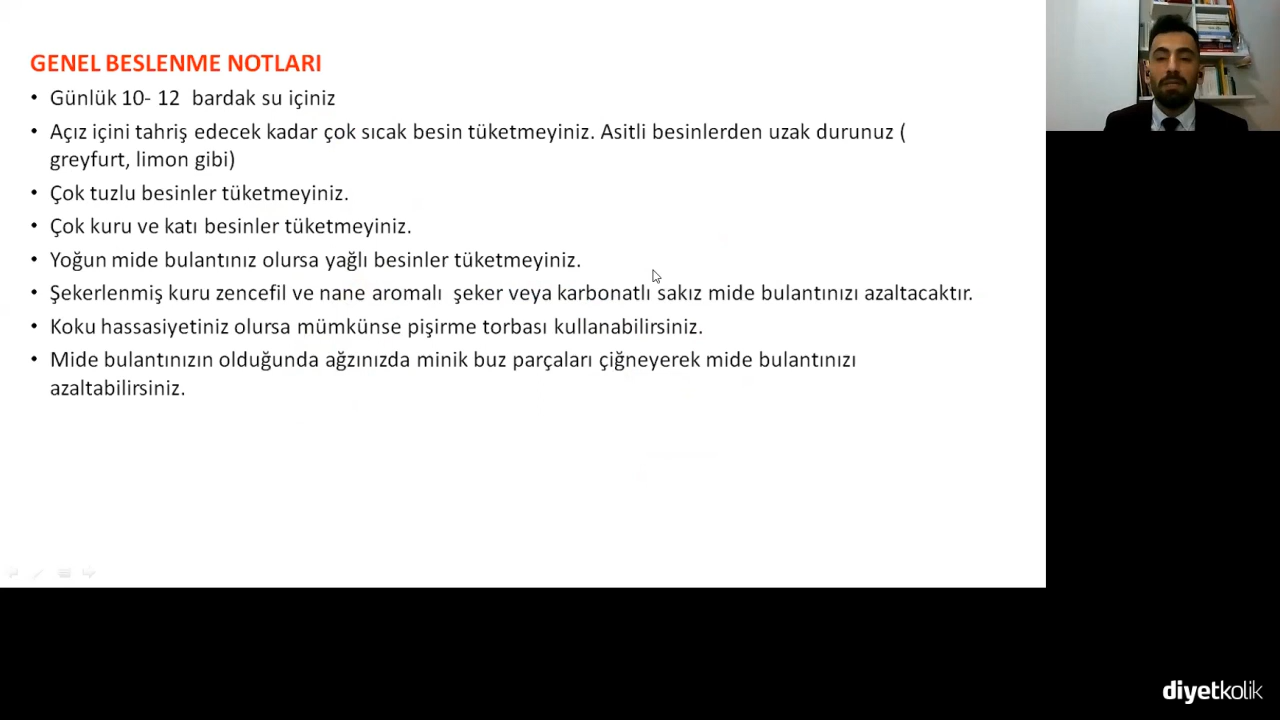 GENEL BESLENME NOTLARI
• Günlük 10- 12 bardak su içiniz
• Açız içini tahriş edecek kadar çok sıcak besin tüketmeyiniz. Asitli besinlerden uzak durunuz (
greyfurt, limon gibi)
• Çok tuzlu besinler tüketmeyiniz.
• Çok kuru ve katı besinler tüketmeyiniz.
• Yoğun mide bulantınız olursa yağlı besinler tüketmeyiniz.
• Şekerlenmiş kuru zencefil ve nane aromalı şeker veya karbonatlı sakız mide bulantınızı azaltacaktır.
• Koku hassasiyetiniz olursa mümkünse pişirme torbası kullanabilirsiniz.
• Mide bulantınızın olduğunda ağzınızda minik buz parçaları çiğneyerek mide bulantınızı
azaltabilirsiniz.
diyetkolik